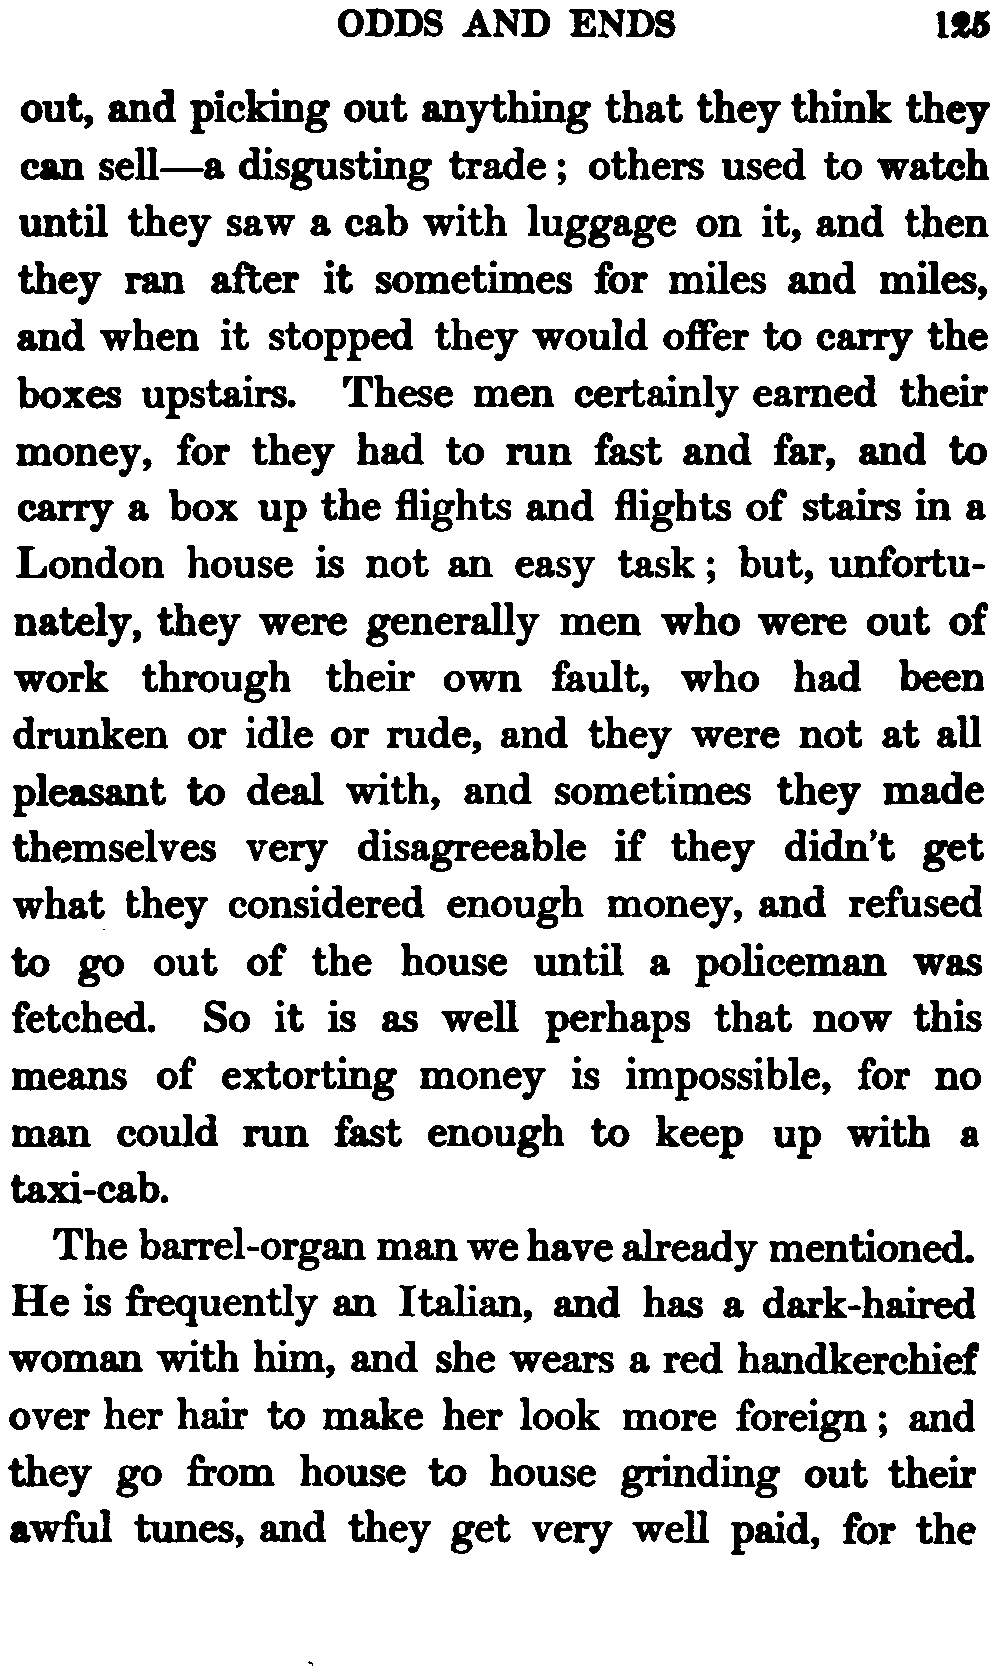 ODDS AND ENDS 125
out, and picking out anything that they think they
can sell—a disgusting trade; others used to watch
until they saw a cab with luggage on it, and then
they ran after it sometimes for miles and miles,
and when it stopped they would offer to carry the
boxes upstairs. These men certainly earned their
money, for they had to run fast and far, and to
carry a box up the flights and flights of stairs in a
London house is not an easy task; but, unfortu-
nately, they were generally men who were out of
work through their own fault, who had been
drunken or idle or rude, and they were not at all
pleasant to deal with, and sometimes they made
themselves very disagreeable if they didn't get
what they considered enough money, and refused
to go out of the house until a policeman was
fetched. So it is as well perhaps that now this
means of extorting money is impossible, for no
man could run fast enough to keep up with a
taxi-cab.
The barrel-organ man we have already mentioned.
He is frequently an Italian, and has a dark-haired
woman with him, and she wears a red handkerchief
over her hair to make her look more foreign; and
they go from house to house grinding out their
awful tunes, and they get very well paid, for the